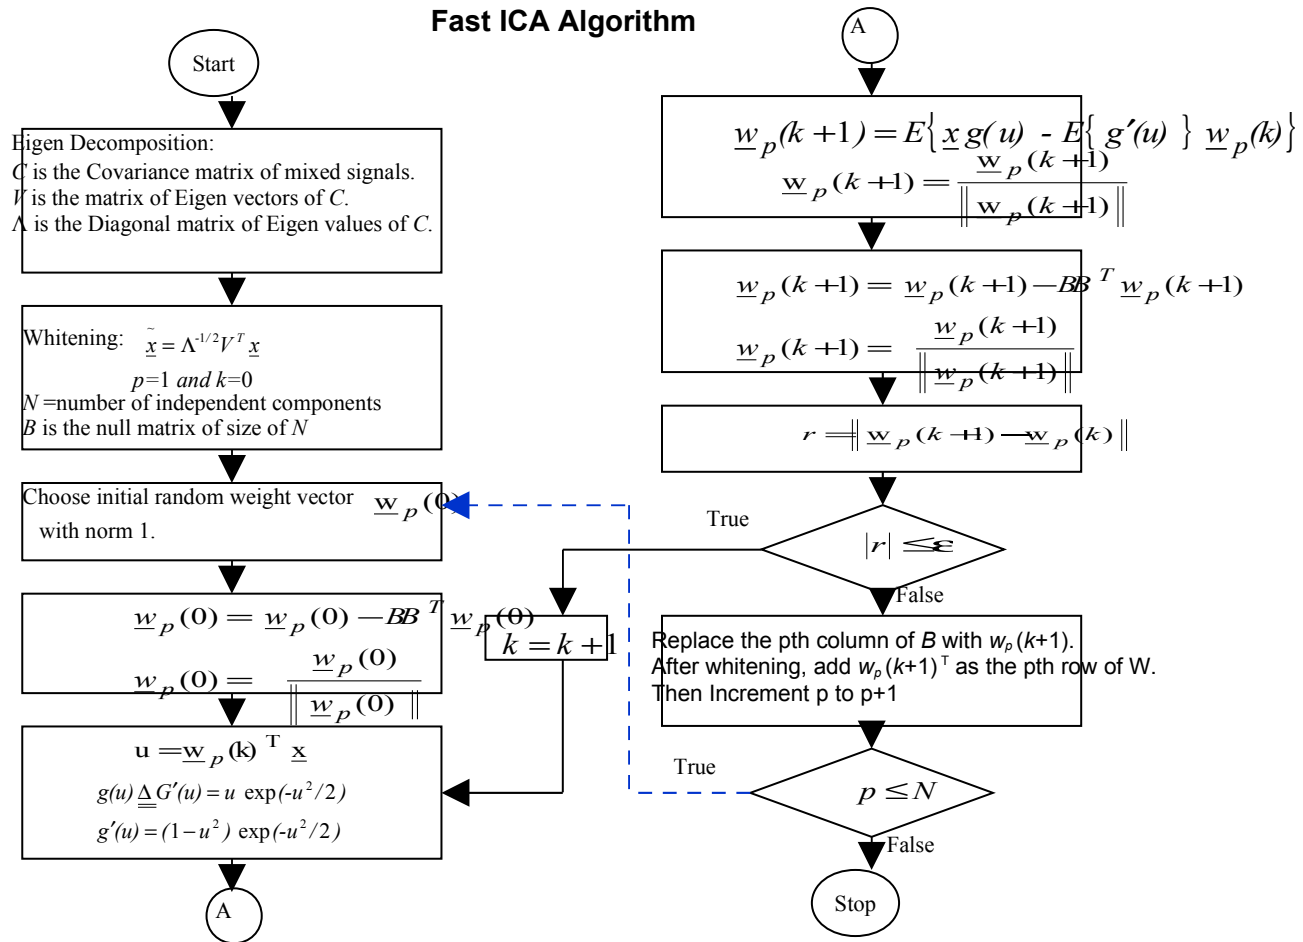 Fast ICA Algorithm
Start
Eigen Decomposition:
C is the Covariance matrix of mixed signals.
V is the matrix of Eigen vectors of C.
Λ is the Diagonal matrix of Eigen values of C.
Whitening: x̃ = Λ^-1/2 V^T x
p=1 and k=0
N =number of independent components
B is the null matrix of size of N
Choose initial random weight vector w_p(0)
with norm 1.
w_p(0) = w_p(0) − BB^T w_p(0)
w_p(0) = w_p(0) / ‖ w_p(0) ‖
u = w_p(k)^T x
g(u) ≜ G′(u) = u exp(-u²/2)
g′(u) = (1−u²) exp(-u²/2)
A
k = k+1
A
w_p(k+1) = E{x g(u) - E{ g′(u) } w_p(k)}
w_p(k+1) = w_p(k+1) / ‖ w_p(k+1) ‖
w_p(k+1) = w_p(k+1) − BB^T w_p(k+1)
w_p(k+1) = w_p(k+1) / ‖ w_p(k+1) ‖
r = ‖ w_p(k+1) − w_p(k) ‖
True
|r| ≤ ε
False
Replace the pth column of B with w_p(k+1).
After whitening, add w_p(k+1)^T as the pth row of W.
Then Increment p to p+1
True
p ≤ N
False
Stop